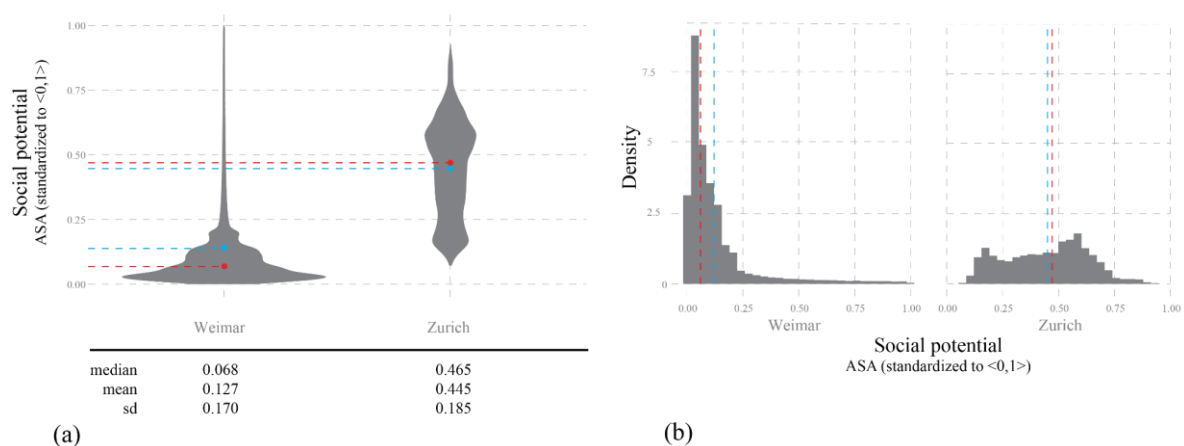 Social potential
ASA (standardized to <0,1>)
1.00
0.75
0.50
0.25
0.00
Weimar Zurich
median 0.068 0.465
mean 0.127 0.445
sd 0.170 0.185
(a)
Density
7.5
5
2.5
0
0.00 0.25 0.50 0.75 1.00 0.00 0.25 0.50 0.75 1.00
Weimar Zurich
Social potential
ASA (standardized to <0,1>)
(b)